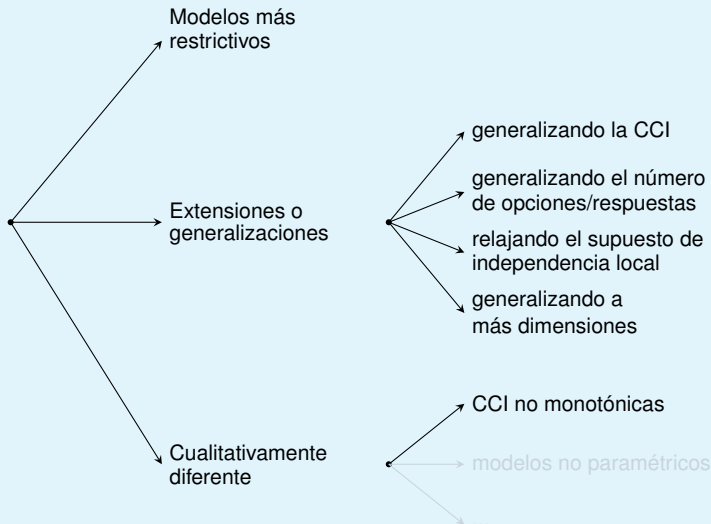 Modelos más
restrictivos
generalizando la CCI
generalizando el número
de opciones/respuestas
Extensiones o
generalizaciones
relajando el supuesto de
independencia local
generalizando a
más dimensiones
CCI no monotónicas
Cualitativamente
diferente
modelos no paramétricos